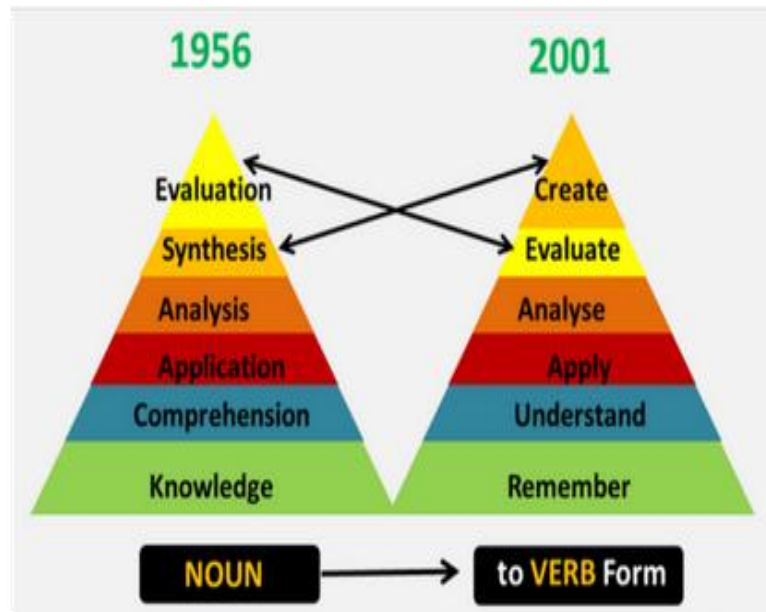 1956
2001
Evaluation
Synthesis
Analysis
Application
Comprehension
Knowledge
Create
Evaluate
Analyse
Apply
Understand
Remember
NOUN
to VERB Form